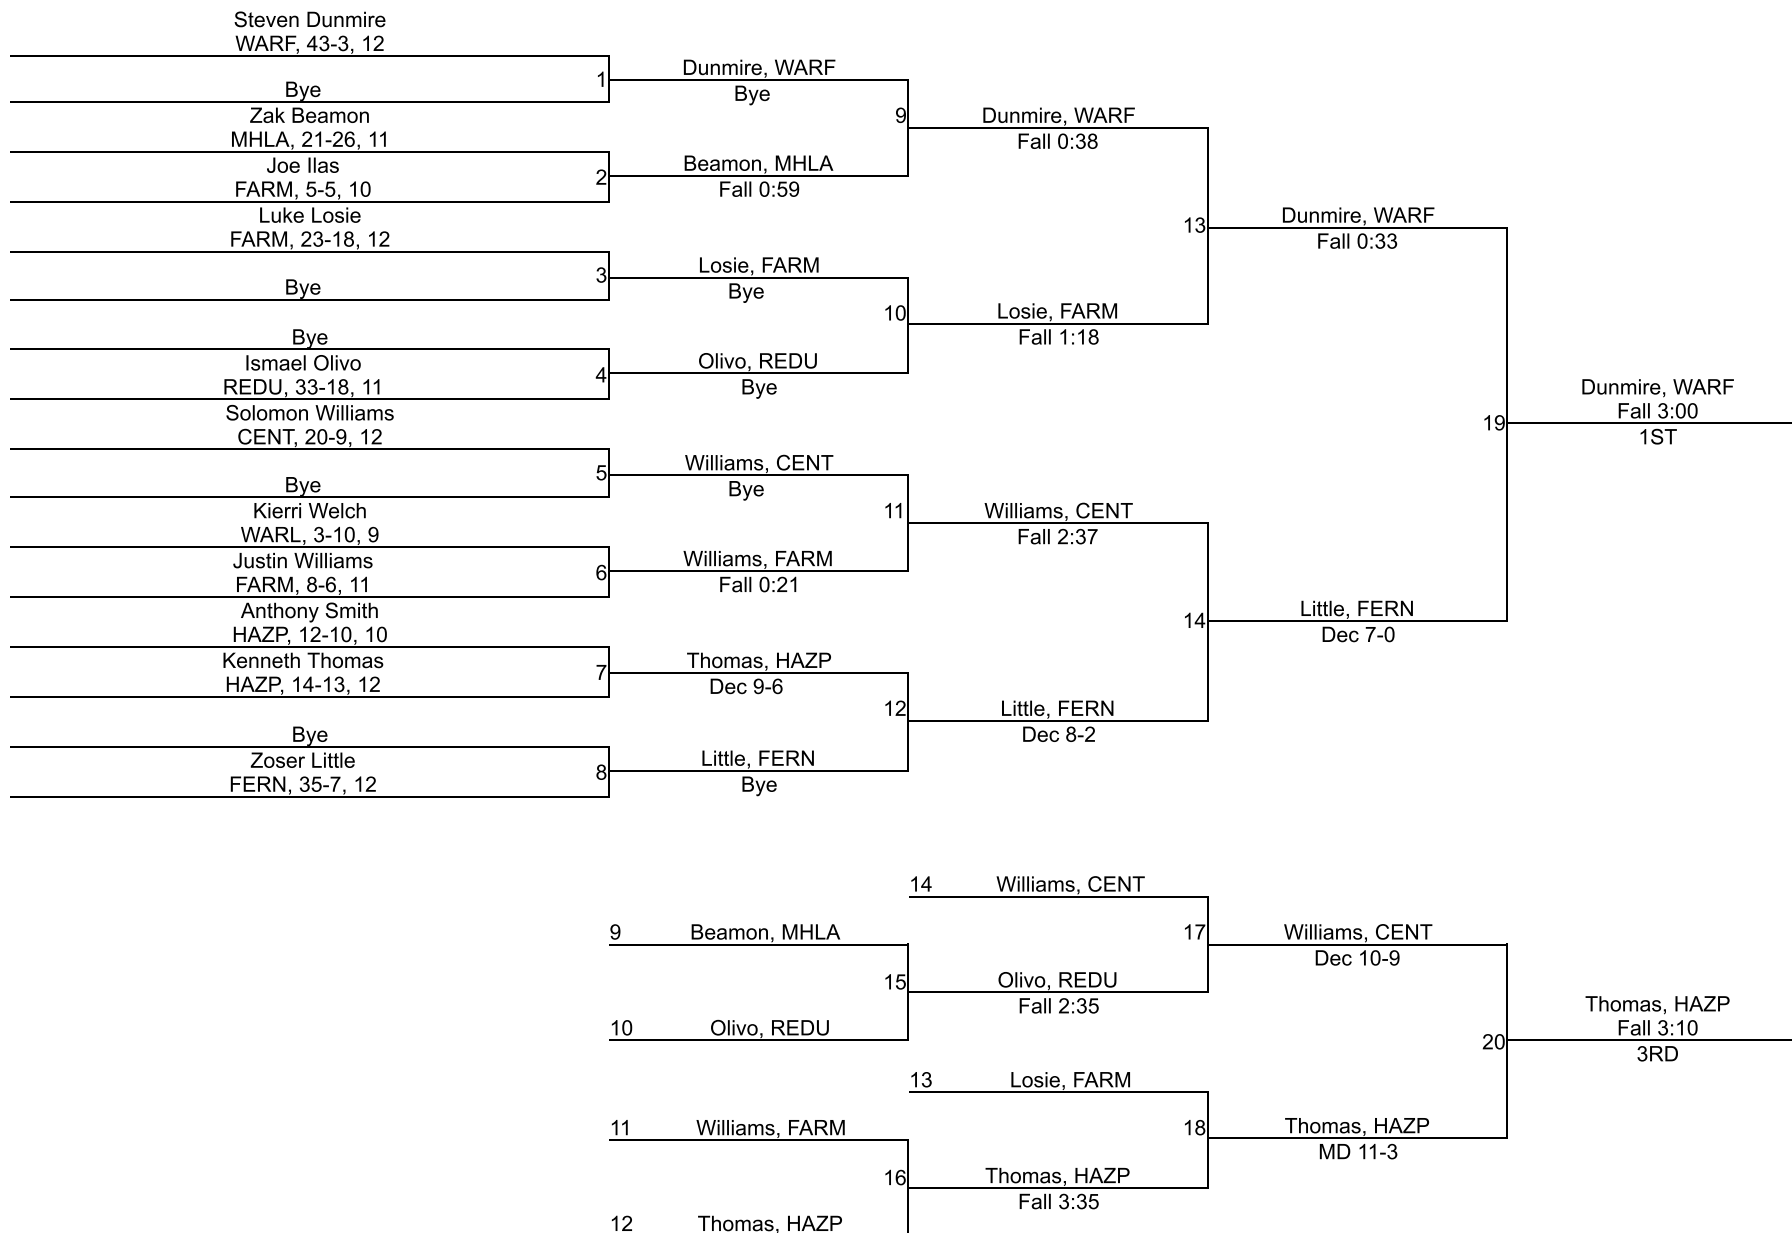 Steven Dunmire
WARF, 43-3, 12
Bye
Zak Beamon
MHLA, 21-26, 11
Joe Ilas
FARM, 5-5, 10
Luke Losie
FARM, 23-18, 12
Bye
Bye
Ismael Olivo
REDU, 33-18, 11
Solomon Williams
CENT, 20-9, 12
Bye
Kierri Welch
WARL, 3-10, 9
Justin Williams
FARM, 8-6, 11
Anthony Smith
HAZP, 12-10, 10
Kenneth Thomas
HAZP, 14-13, 12
Bye
Zoser Little
FERN, 35-7, 12
1
Dunmire, WARF
Bye
2
Beamon, MHLA
Fall 0:59
3
Losie, FARM
Bye
4
Olivo, REDU
Bye
5
Williams, CENT
Bye
6
Williams, FARM
Fall 0:21
7
Thomas, HAZP
Dec 9-6
8
Little, FERN
Bye
9
Dunmire, WARF
Fall 0:38
10
Losie, FARM
Fall 1:18
11
Williams, CENT
Fall 2:37
12
Little, FERN
Dec 8-2
13
Dunmire, WARF
Fall 0:33
14
Little, FERN
Dec 7-0
19
Dunmire, WARF
Fall 3:00
1ST
9 Beamon, MHLA
10 Olivo, REDU
11 Williams, FARM
12 Thomas, HAZP
14 Williams, CENT
15
Olivo, REDU
Fall 2:35
13 Losie, FARM
16
Thomas, HAZP
Fall 3:35
17
Williams, CENT
Dec 10-9
18
Thomas, HAZP
MD 11-3
20
Thomas, HAZP
Fall 3:10
3RD